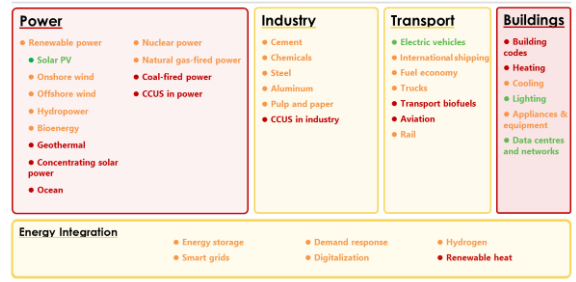 Power
Renewable power
Solar PV
Onshore wind
Offshore wind
Hydropower
Bioenergy
Geothermal
Concentrating solar
power
Ocean
Nuclear power
Natural gas-fired power
Coal-fired power
CCUS in power
Industry
Cement
Chemicals
Steel
Aluminum
Pulp and paper
CCUS in industry
Transport
Electric vehicles
International shipping
Fuel economy
Trucks
Transport biofuels
Aviation
Rail
Buildings
Building
codes
Heating
Cooling
Lighting
Appliances &
equipment
Data centres
and networks
Energy Integration
Energy storage
Smart grids
Demand response
Digitalization
Hydrogen
Renewable heat